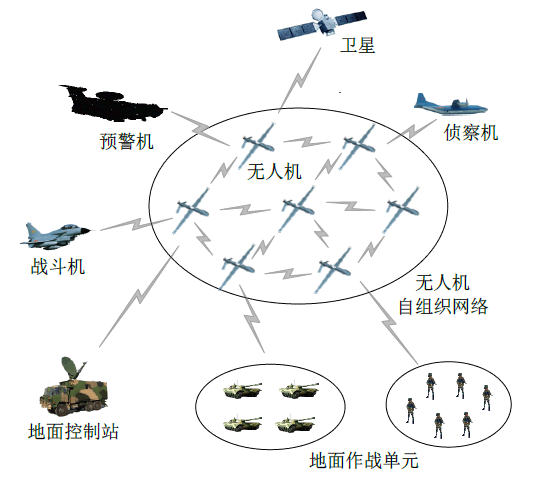 卫星
预警机
侦察机
无人机
战斗机
无人机
自组织网络
地面控制站
地面作战单元